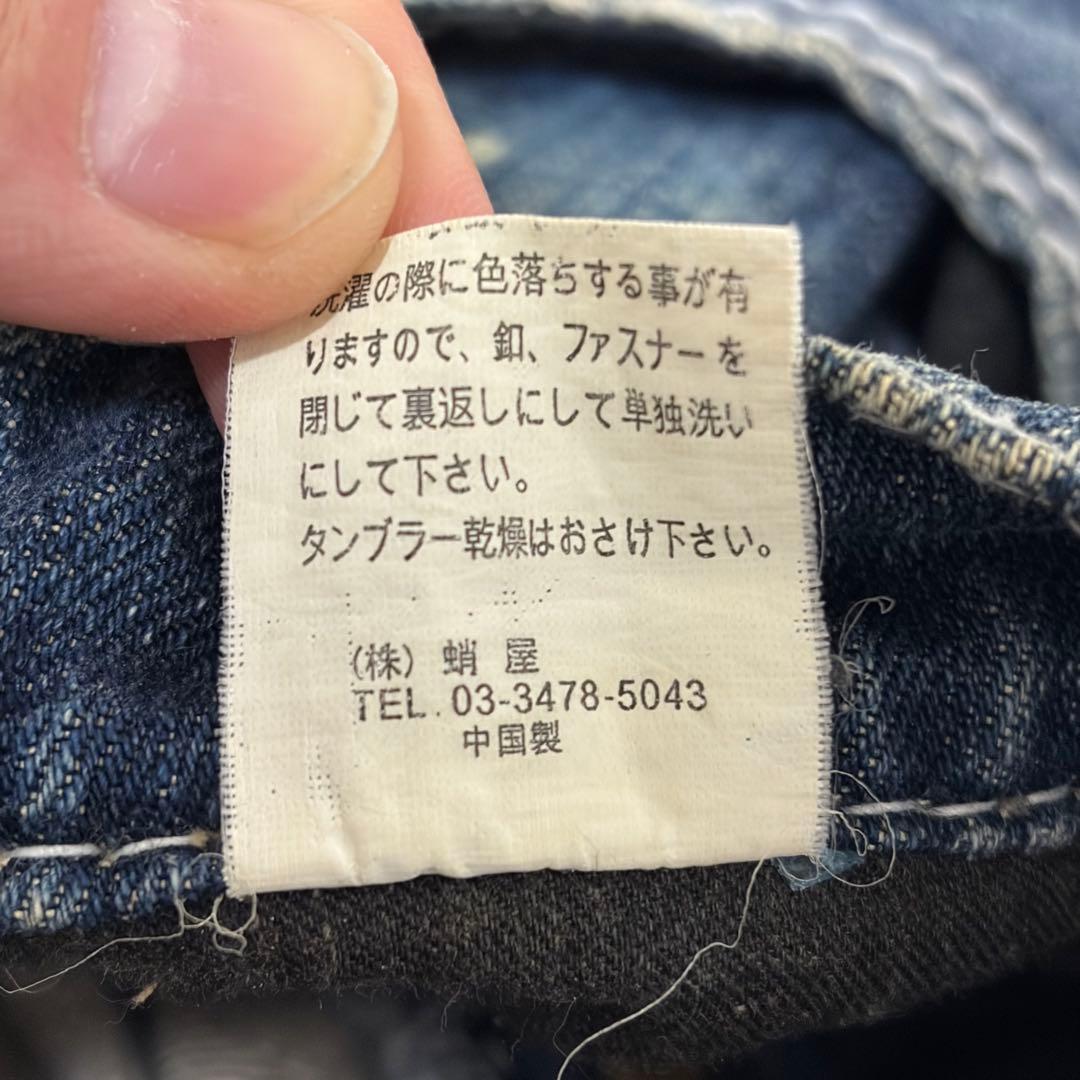 洗濯の際に色落ちする事が有
りますので、釦、ファスナーを
閉じて裏返しにして単独洗い
にして下さい。
タンブラー乾燥はおさけ下さい。
(株) 蛸 屋
TEL. 03-3478-5043
中国製